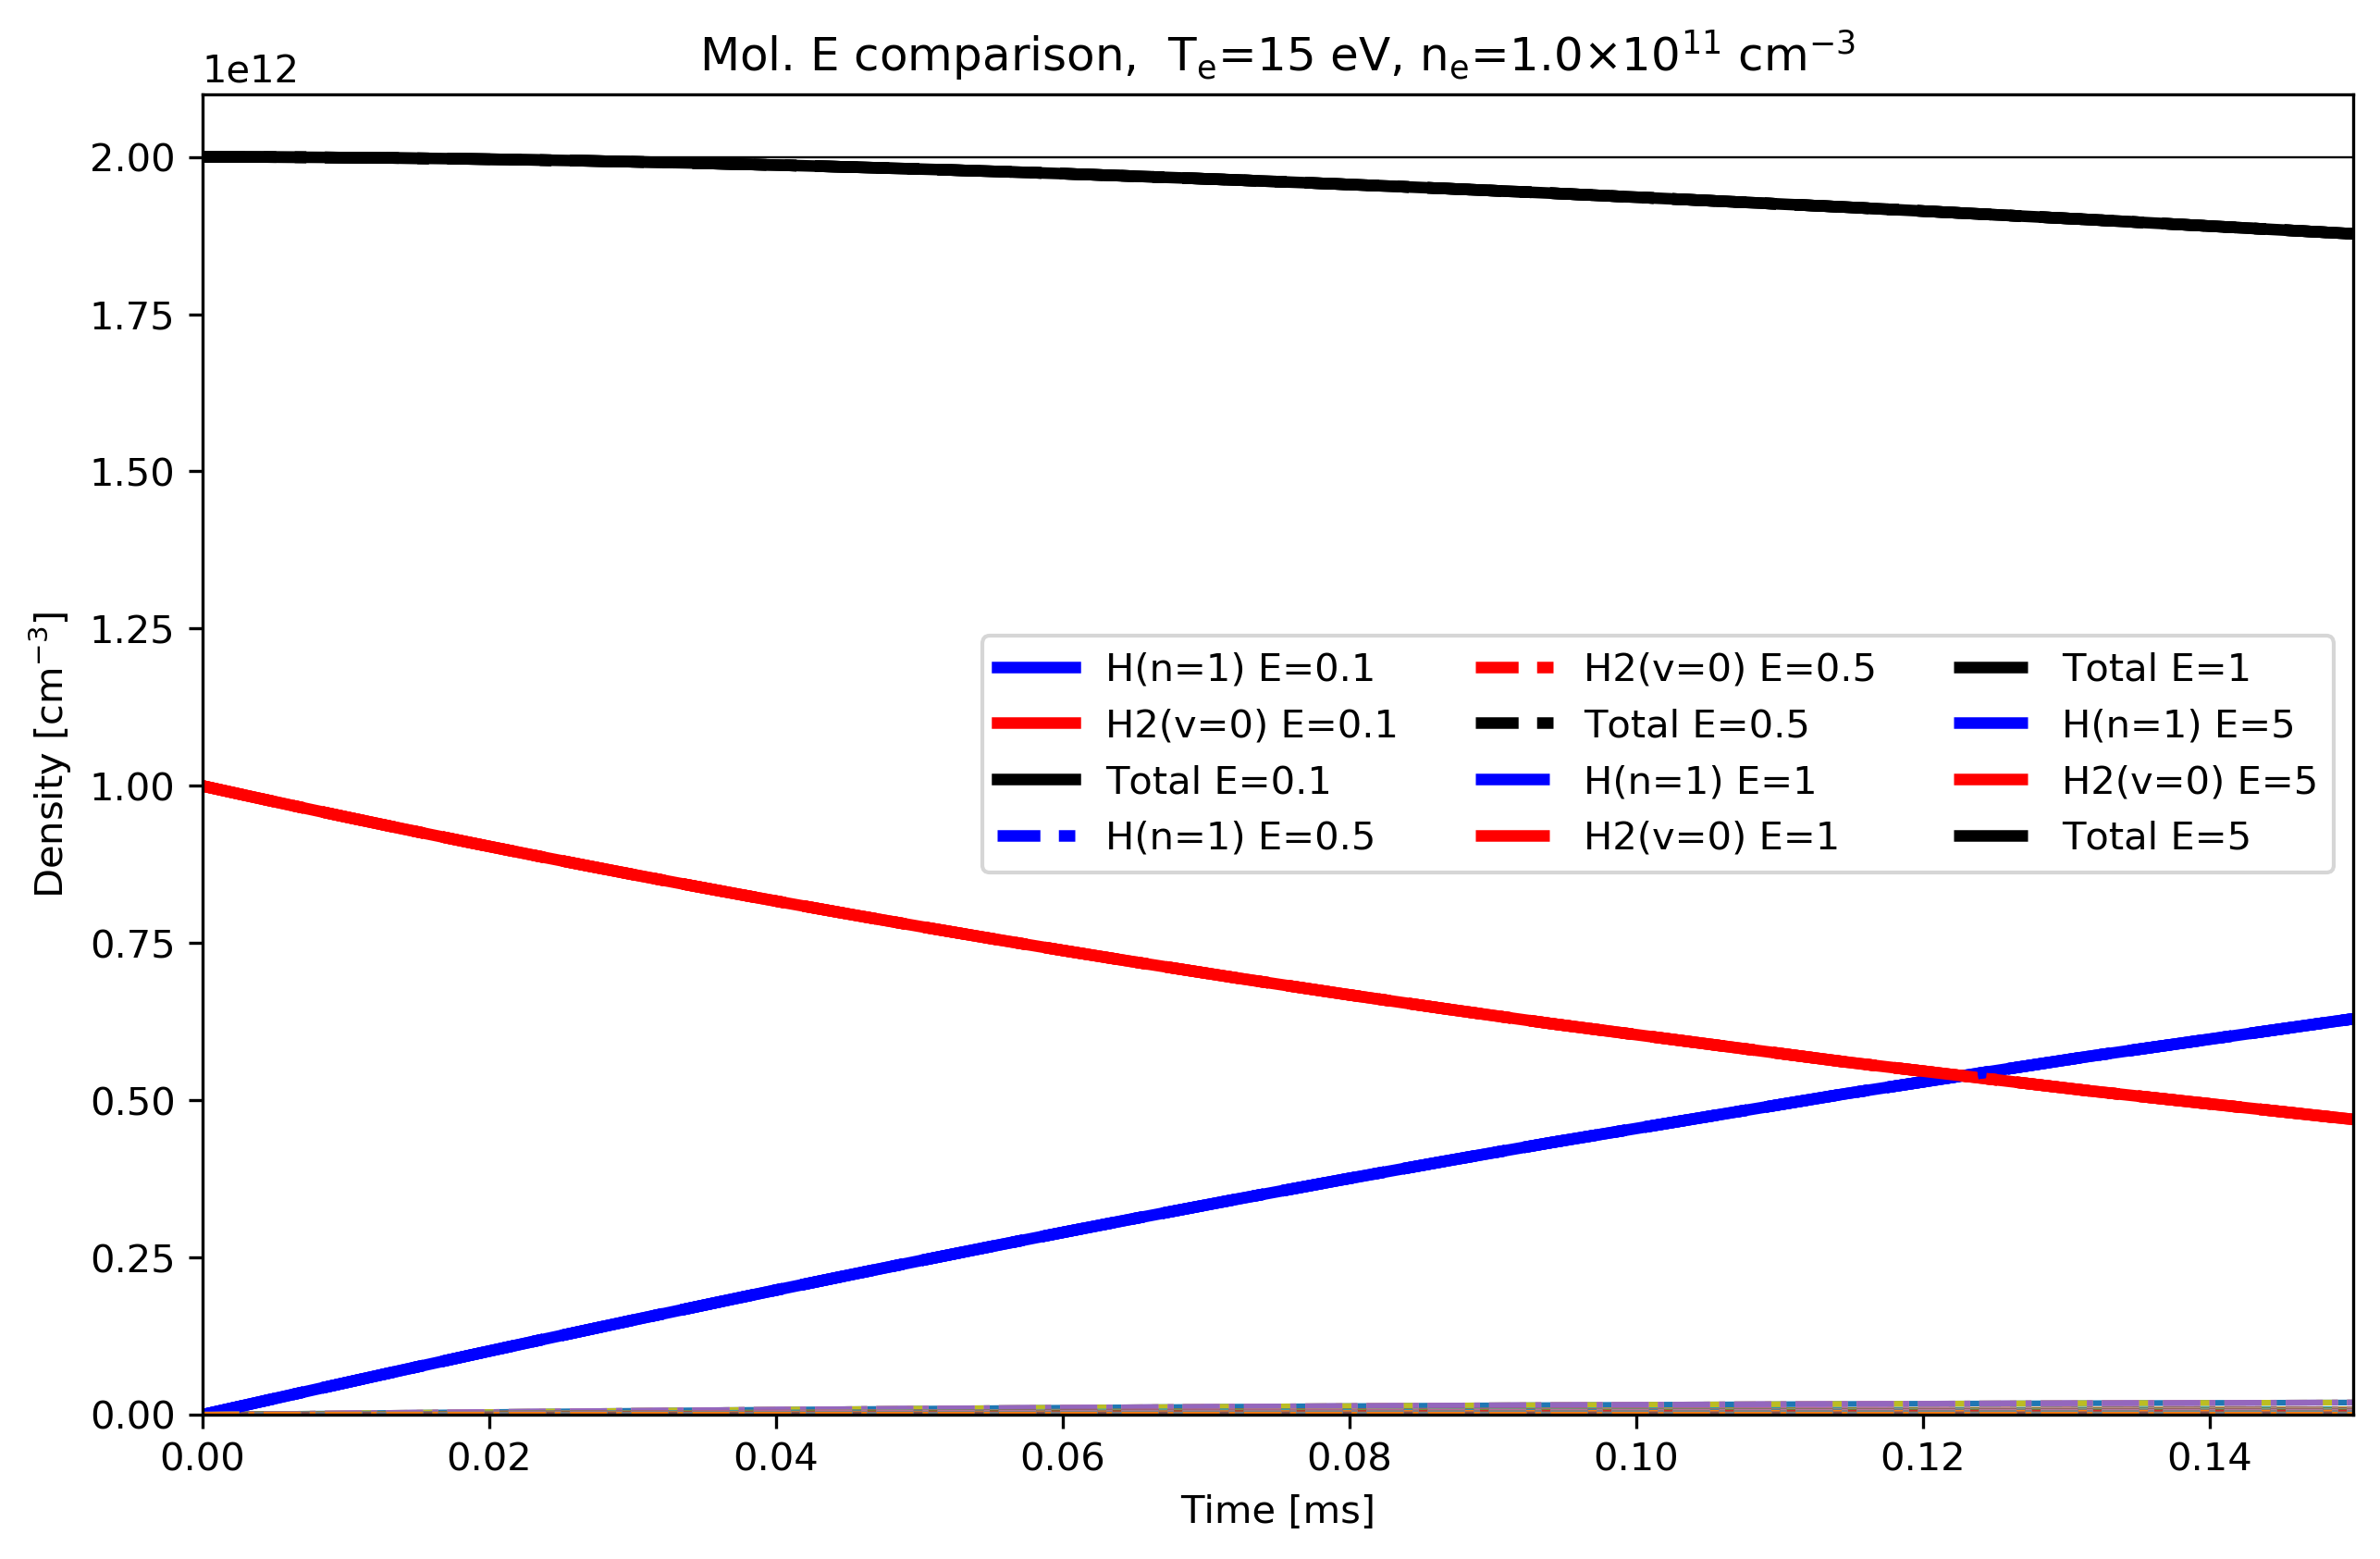 Mol. E comparison,  Tₑ=15 eV, nₑ=1.0×10¹¹ cm⁻³
1e12
2.00
1.75
1.50
1.25
1.00
0.75
0.50
0.25
0.00
Density [cm⁻³]
H(n=1) E=0.1
H2(v=0) E=0.1
Total E=0.1
H(n=1) E=0.5
H2(v=0) E=0.5
Total E=0.5
H(n=1) E=1
H2(v=0) E=1
Total E=1
H(n=1) E=5
H2(v=0) E=5
Total E=5
0.00 0.02 0.04 0.06 0.08 0.10 0.12 0.14
Time [ms]